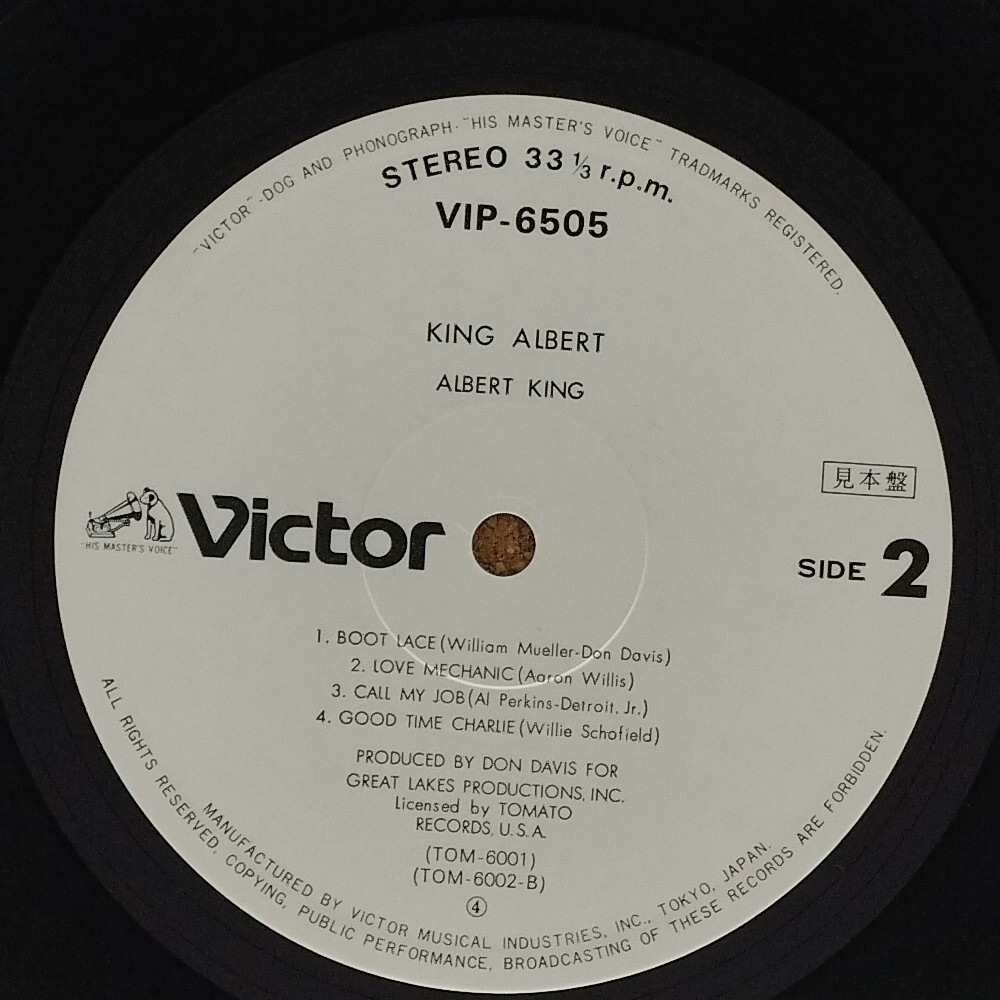 "VICTOR"-DOG AND PHONOGRAPH-"HIS MASTER'S VOICE" TRADMARKS REGISTERED.
STEREO 33 1/3 r.p.m.
VIP-6505
KING ALBERT
ALBERT KING
見本盤
"HIS MASTER'S VOICE"
Victor
SIDE 2
1. BOOT LACE (William Mueller-Don Davis)
2. LOVE MECHANIC (Aaron Willis)
3. CALL MY JOB (Al Perkins-Detroit, Jr.)
4. GOOD TIME CHARLIE (Willie Schofield)
PRODUCED BY DON DAVIS FOR
GREAT LAKES PRODUCTIONS, INC.
Licensed by TOMATO
RECORDS, U.S.A.
(TOM-6001)
(TOM-6002-B)
④
MANUFACTURED BY VICTOR MUSICAL INDUSTRIES, INC., TOKYO, JAPAN.
ALL RIGHTS RESERVED, COPYING, PUBLIC PERFORMANCE, BROADCASTING OF THESE RECORDS ARE FORBIDDEN.